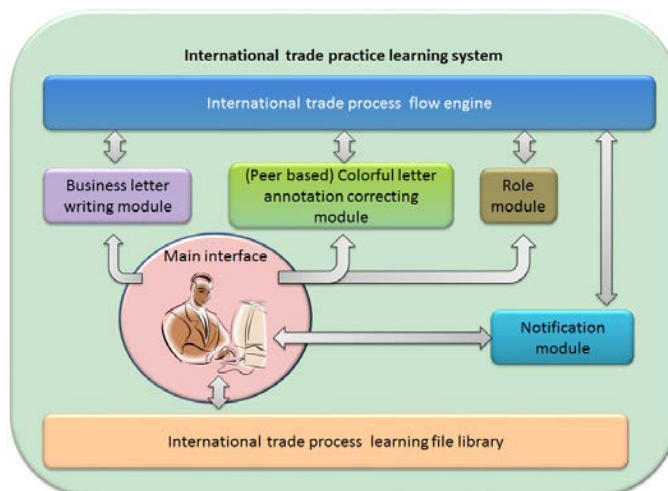 International trade practice learning system
International trade process flow engine
Business letter
writing module
(Peer based) Colorful letter
annotation correcting
module
Role
module
Main interface
Notification
module
International trade process learning file library